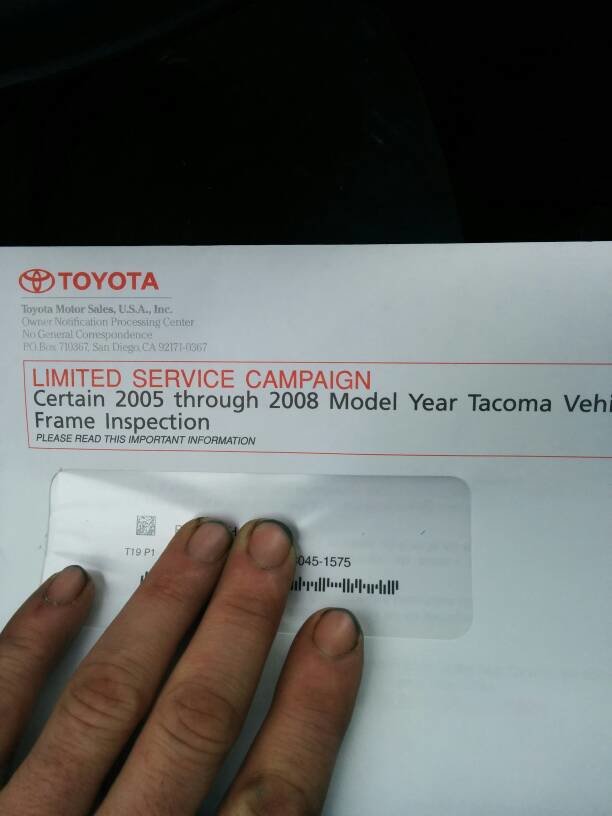 TOYOTA
Toyota Motor Sales, U.S.A., Inc.
Owner Notification Processing Center
No General Correspondence
P.O. Box 710367, San Diego, CA 92171-0367
LIMITED SERVICE CAMPAIGN
Certain 2005 through 2008 Model Year Tacoma Vehi
Frame Inspection
PLEASE READ THIS IMPORTANT INFORMATION
T19 P1
045-1575